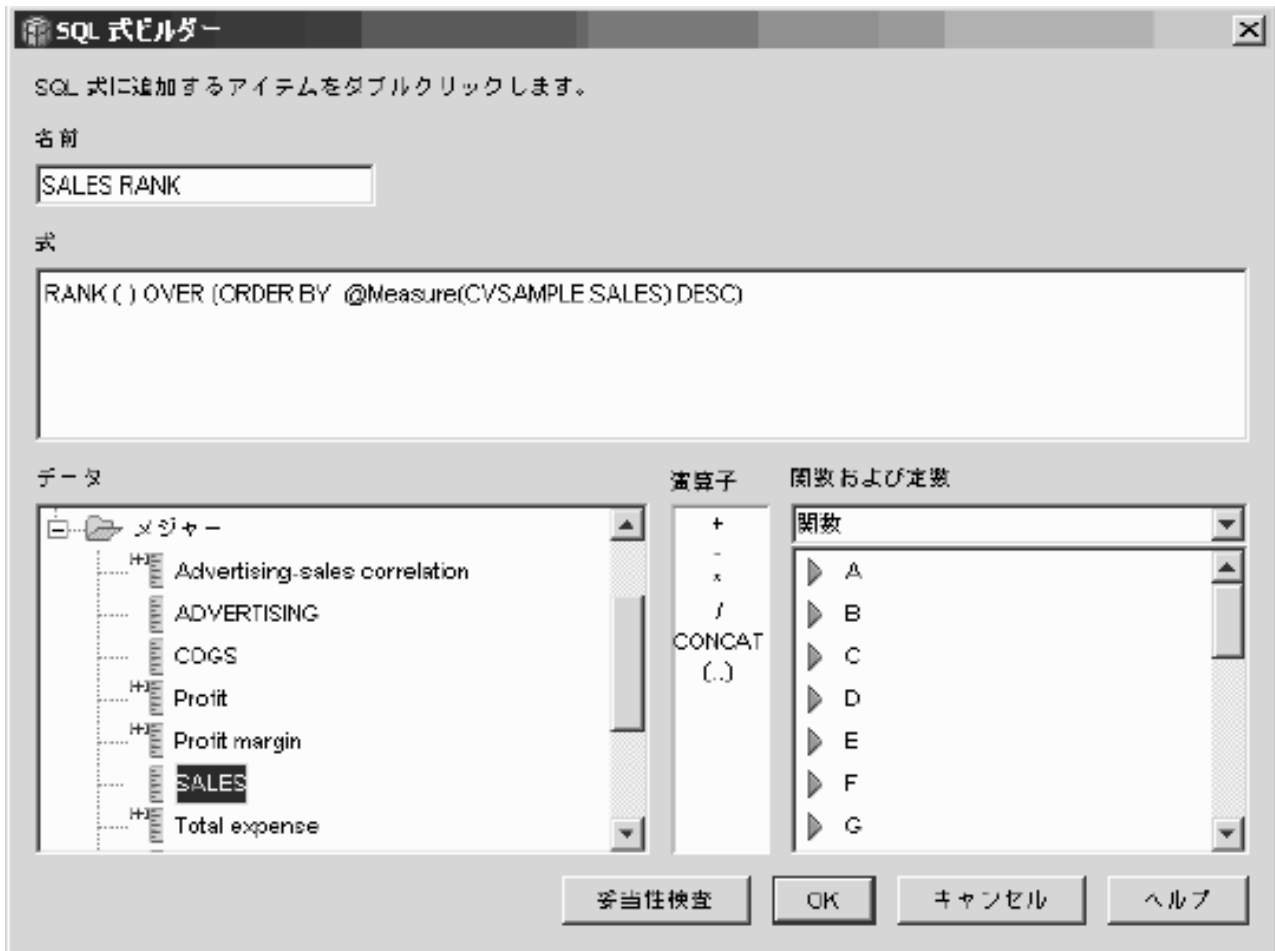 SQL 式ビルダー
SQL 式に追加するアイテムをダブルクリックします。
名前
SALES RANK
式
RANK ( ) OVER (ORDER BY @Measure(CVSAMPLE.SALES) DESC)
データ
メジャー
Advertising-sales correlation
ADVERTISING
COGS
Profit
Profit margin
SALES
Total expense
演算子
+
-
*
/
CONCAT
(..)
関数および定数
関数
A
B
C
D
E
F
G
妥当性検査
OK
キャンセル
ヘルプ